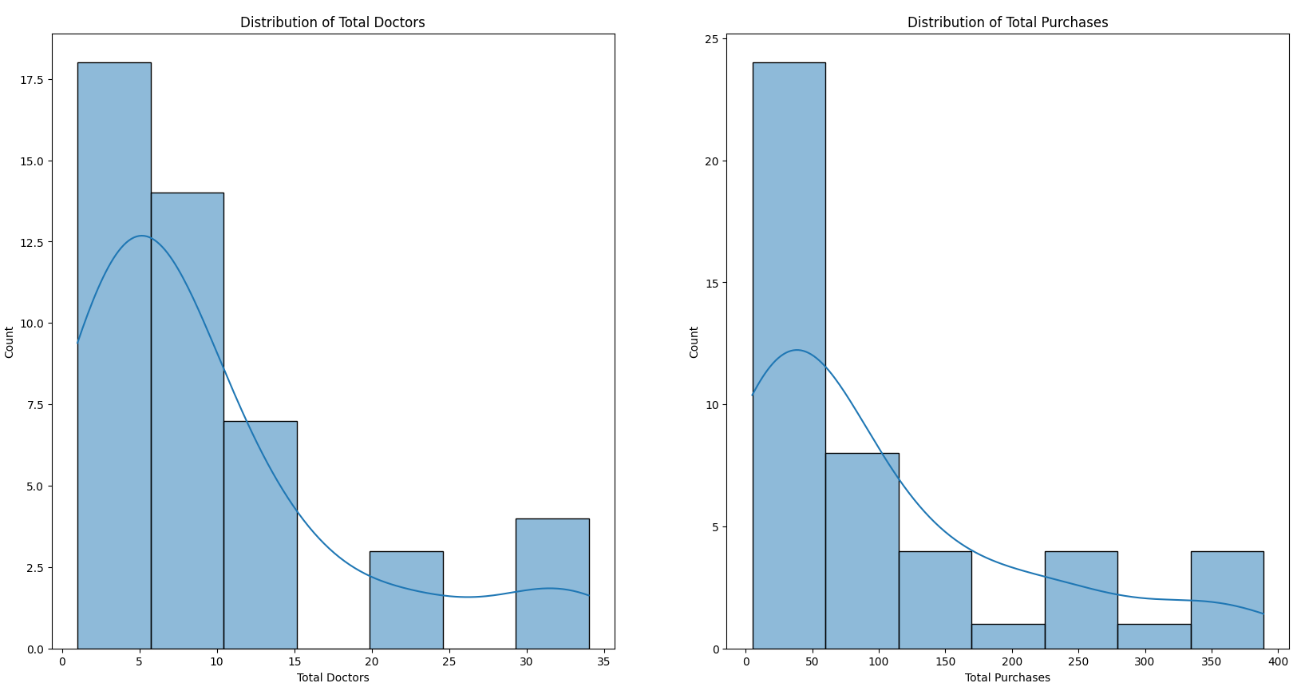 Distribution of Total Doctors
Count
17.5
15.0
12.5
10.0
7.5
5.0
2.5
0.0
0 5 10 15 20 25 30 35
Total Doctors
Distribution of Total Purchases
Count
25
20
15
10
5
0
0 50 100 150 200 250 300 350 400
Total Purchases